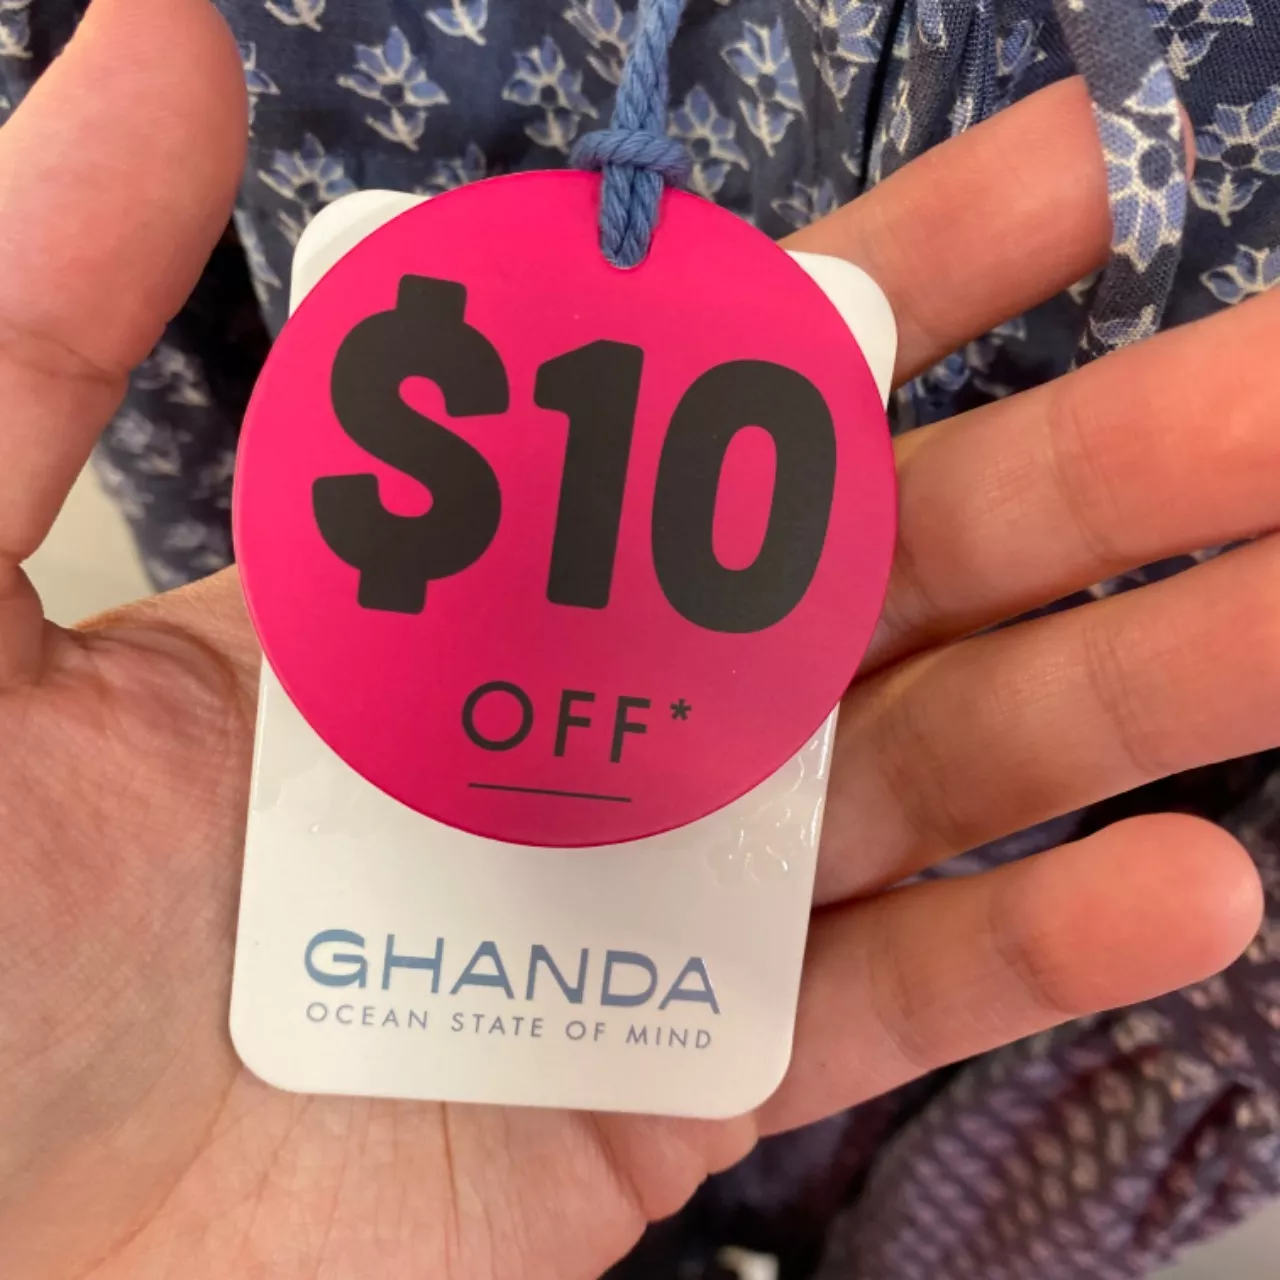 $10
OFF*
GHANDA
OCEAN STATE OF MIND